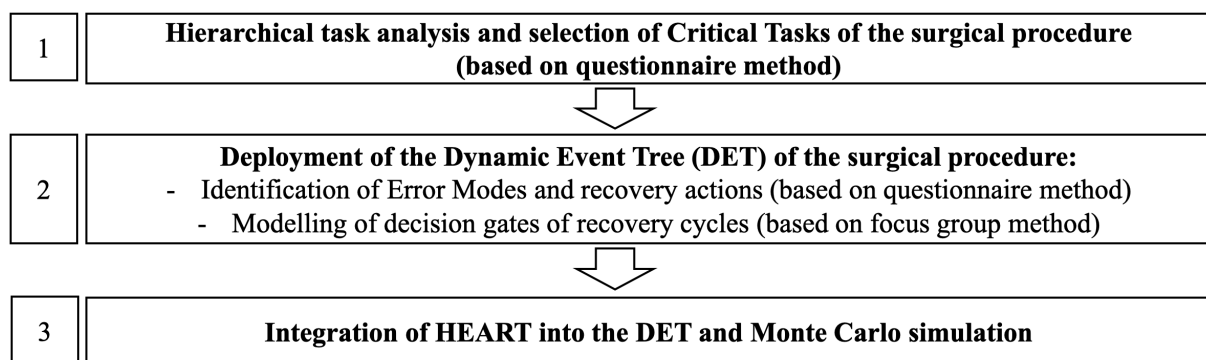 1
Hierarchical task analysis and selection of Critical Tasks of the surgical procedure
(based on questionnaire method)
2
Deployment of the Dynamic Event Tree (DET) of the surgical procedure:
- Identification of Error Modes and recovery actions (based on questionnaire method)
- Modelling of decision gates of recovery cycles (based on focus group method)
3
Integration of HEART into the DET and Monte Carlo simulation